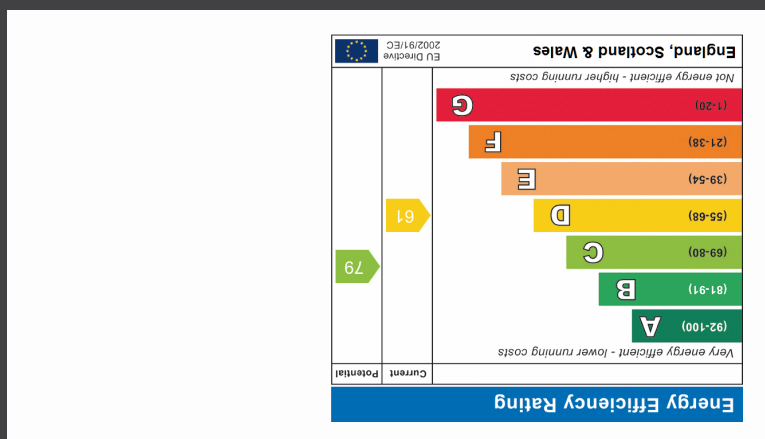 Energy Efficiency Rating
Current Potential
Very energy efficient - lower running costs
(92-100) A
(81-91) B
(69-80) C
79
(55-68) D
61
(39-54) E
(21-38) F
(1-20) G
Not energy efficient - higher running costs
England, Scotland & Wales
EU Directive
2002/91/EC